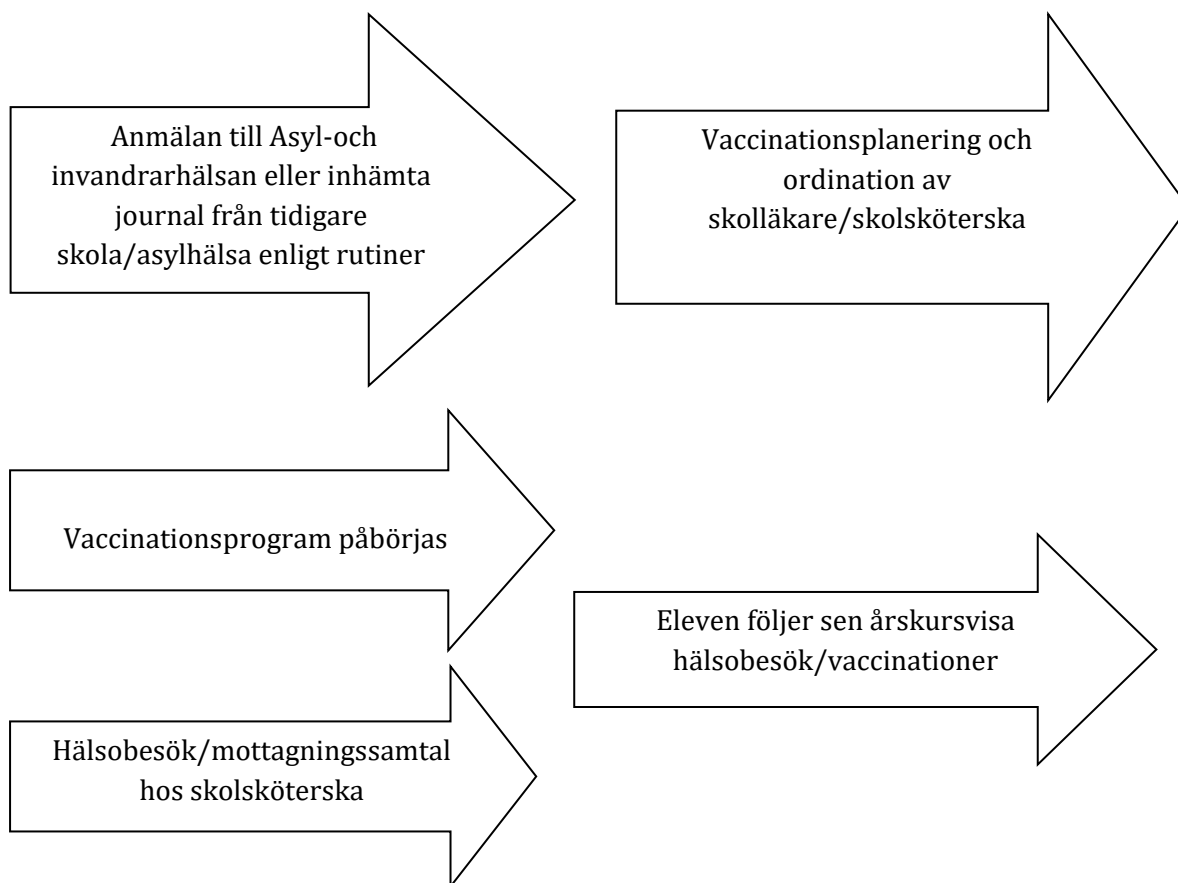 Anmälan till Asyl-och
invandrarhälsan eller inhämta
journal från tidigare
skola/asylhälsa enligt rutiner
Vaccinationsplanering och
ordination av
skolläkare/skolsköterska
Vaccinationsprogram påbörjas
Hälsobesök/mottagningssamtal
hos skolsköterska
Eleven följer sen årskursvisa
hälsobesök/vaccinationer